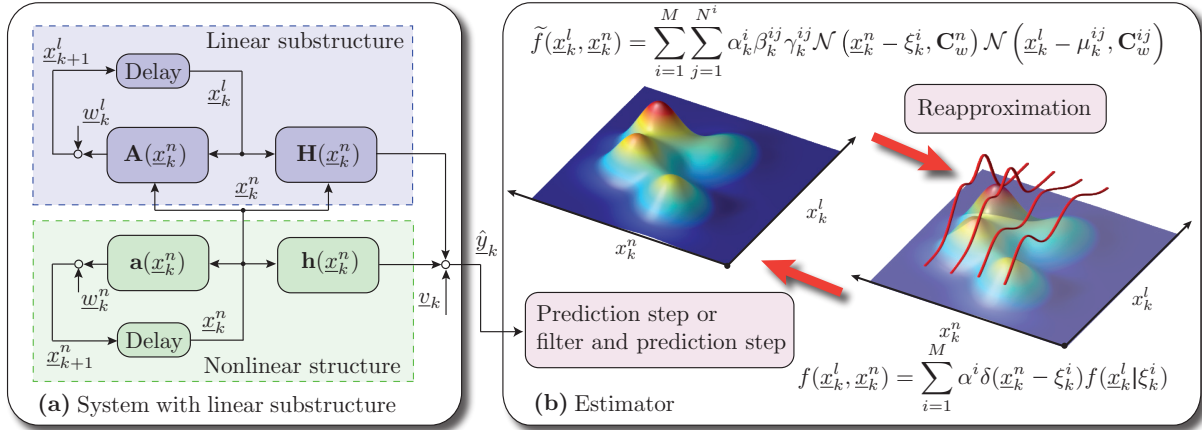 Linear substructure
x^l_{k+1}
Delay
x^l_k
w^l_k
A(x^n_k)
H(x^n_k)
x^n_k
a(x^n_k)
h(x^n_k)
ŷ_k
w^n_k
v_k
x^n_k
Delay
x^n_{k+1}
Nonlinear structure
(a) System with linear substructure
f̃(x^l_k, x^n_k) = ∑_{i=1}^{M} ∑_{j=1}^{N^i} α^i_k β^{ij}_k γ^{ij}_k 𝒩(x^n_k − ξ^i_k, C^n_w) 𝒩(x^l_k − μ^{ij}_k, C^{ij}_w)
Reapproximation
x^l_k
x^n_k
x^l_k
x^n_k
Prediction step or
filter and prediction step
f(x^l_k, x^n_k) = ∑_{i=1}^{M} α^i δ(x^n_k − ξ^i_k) f(x^l_k|ξ^i_k)
(b) Estimator